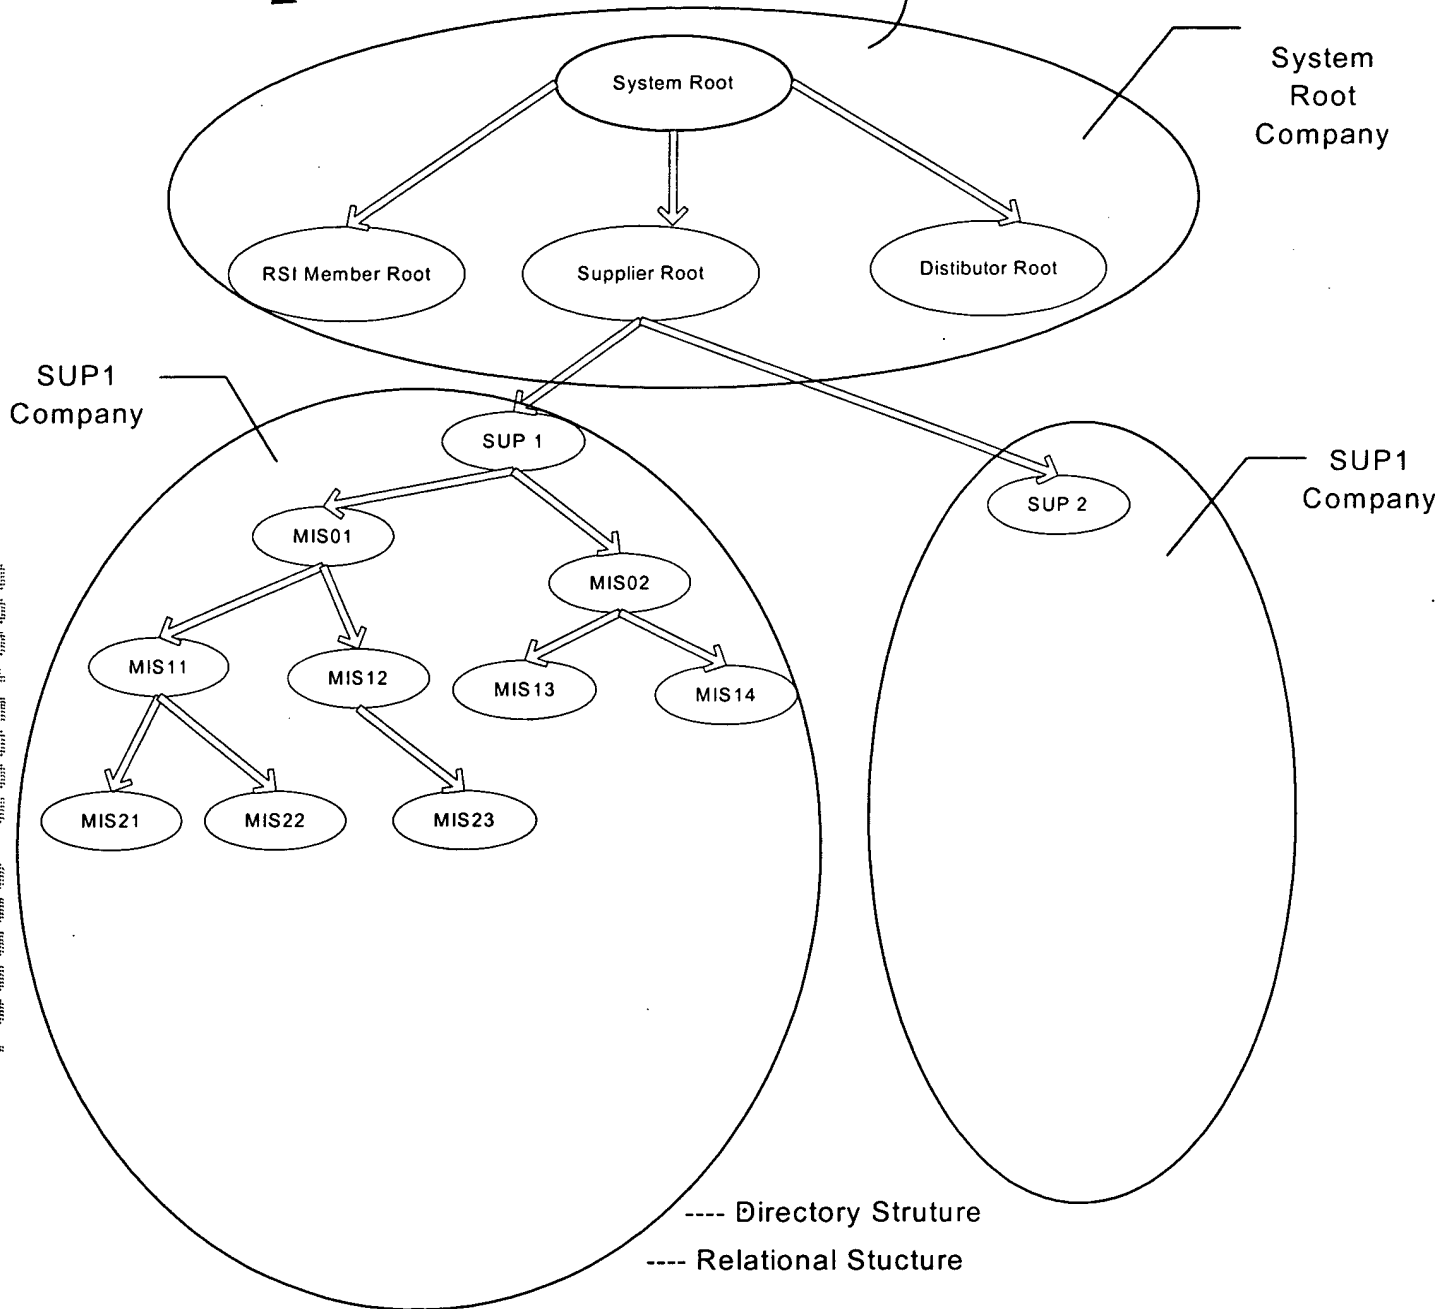 System Root
System
Root
Company
RSI Member Root
Supplier Root
Distibutor Root
SUP1
Company
SUP 1
SUP1
Company
SUP 2
MIS01
MIS02
MIS11
MIS12
MIS13
MIS14
MIS21
MIS22
MIS23
---- Directory Struture
---- Relational Stucture